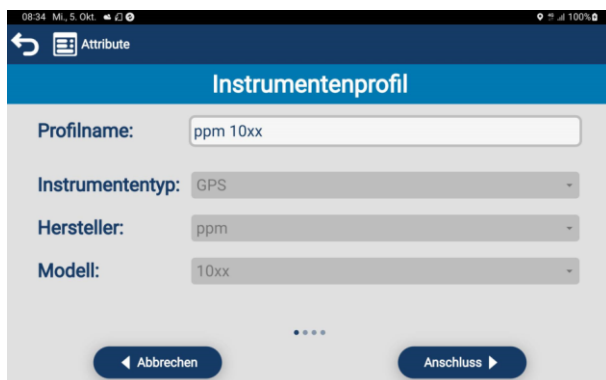 08:34 Mi., 5. Okt. 100%
Attribute
Instrumentenprofil
Profilname: ppm 10xx
Instrumententyp: GPS
Hersteller: ppm
Modell: 10xx
Abbrechen Anschluss